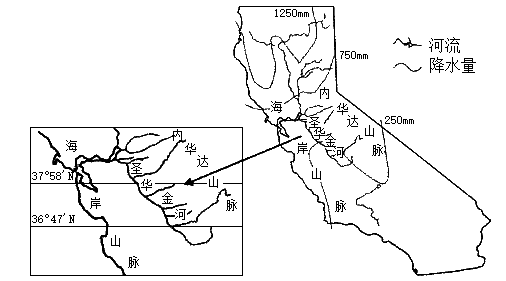 1250mm
750mm
250mm
河流
降水量
海岸山脉
内华达山脉
圣华金河
海岸山脉
内华达山脉
圣华金河
37°58′N
36°47′N